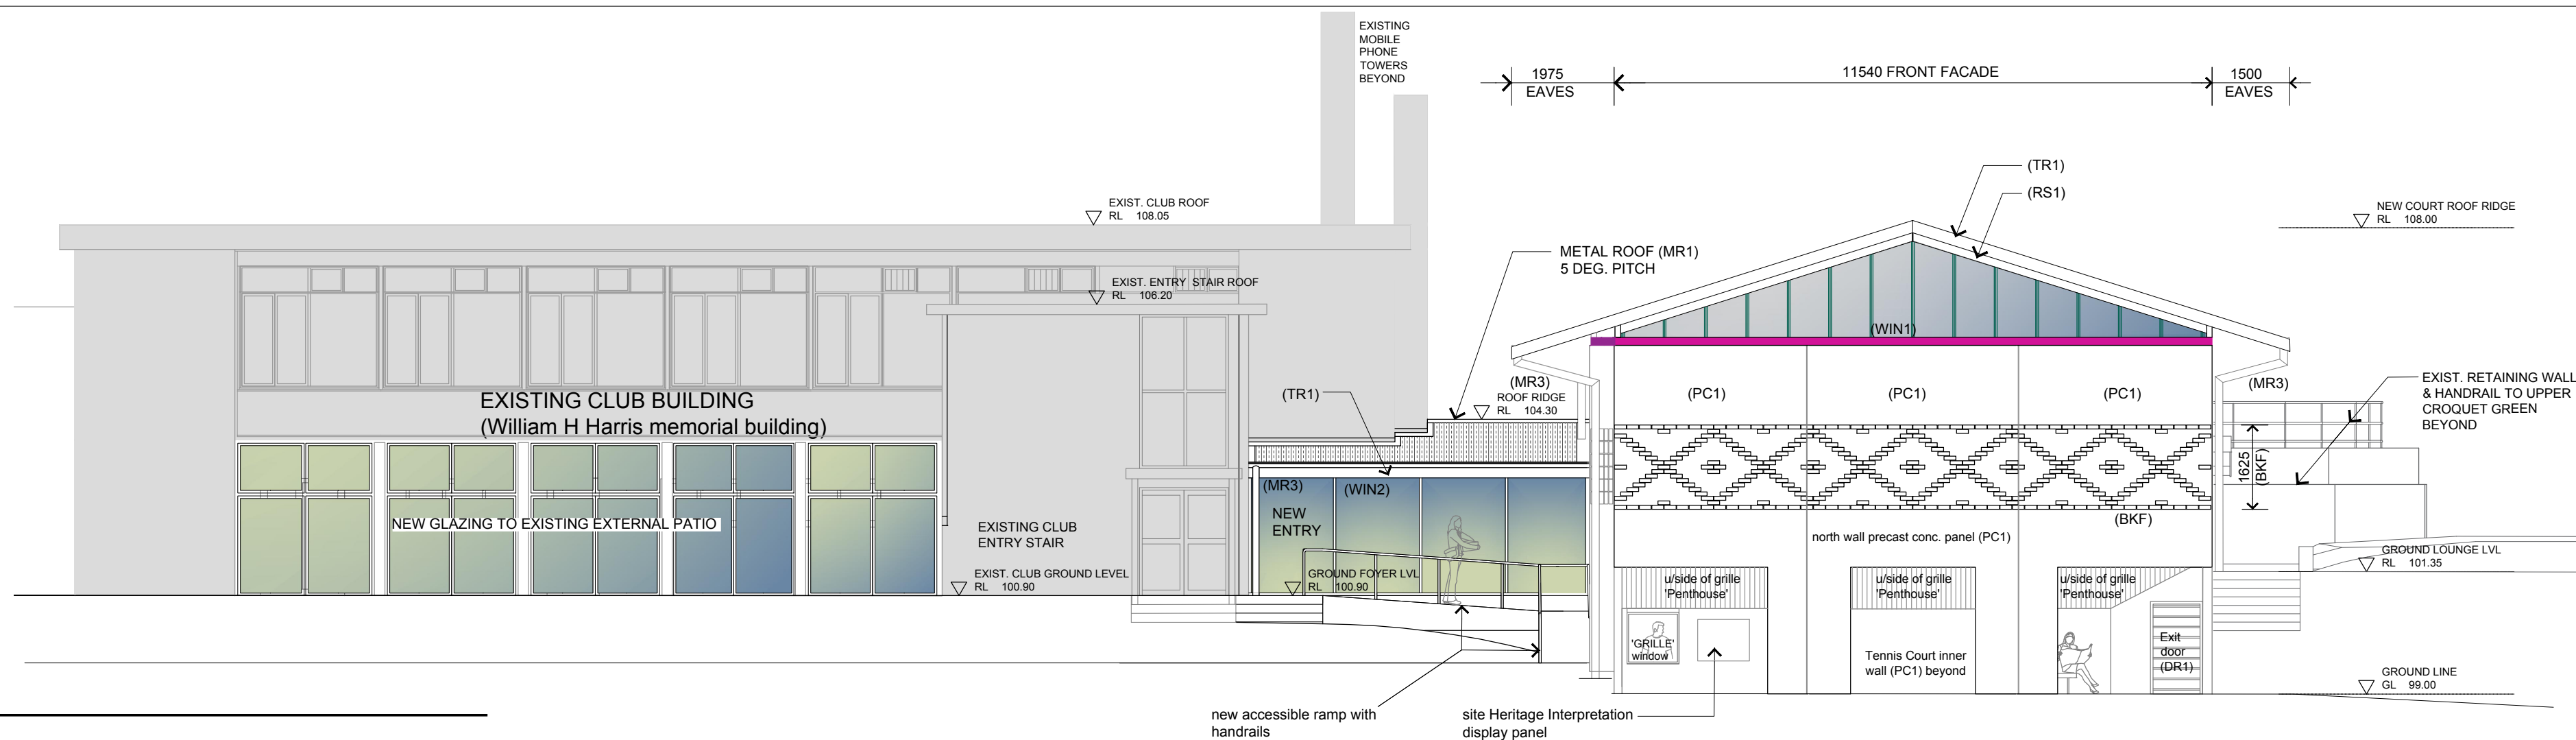 EXISTING
MOBILE
PHONE
TOWERS
BEYOND
1975
EAVES
11540 FRONT FACADE
1500
EAVES
(TR1)
(RS1)
EXIST. CLUB ROOF
RL 108.05
NEW COURT ROOF RIDGE
RL 108.00
METAL ROOF (MR1)
5 DEG. PITCH
EXIST. ENTRY STAIR ROOF
RL 106.20
(WIN1)
EXISTING CLUB BUILDING
(William H Harris memorial building)
(TR1)
(MR3)
ROOF RIDGE
RL 104.30
(PC1)
(PC1)
(PC1)
(MR3)
EXIST. RETAINING WALL
& HANDRAIL TO UPPER
CROQUET GREEN
BEYOND
1625
(BKF)
(MR3)
(WIN2)
NEW
ENTRY
NEW GLAZING TO EXISTING EXTERNAL PATIO
EXISTING CLUB
ENTRY STAIR
(BKF)
north wall precast conc. panel (PC1)
EXIST. CLUB GROUND LEVEL
RL 100.90
GROUND FOYER LVL
RL 100.90
GROUND LOUNGE LVL
RL 101.35
u/side of grille
'Penthouse'
u/side of grille
'Penthouse'
u/side of grille
'Penthouse'
'GRILLE'
window
Tennis Court inner
wall (PC1) beyond
Exit
door
(DR1)
GROUND LINE
GL 99.00
new accessible ramp with
handrails
site Heritage Interpretation
display panel